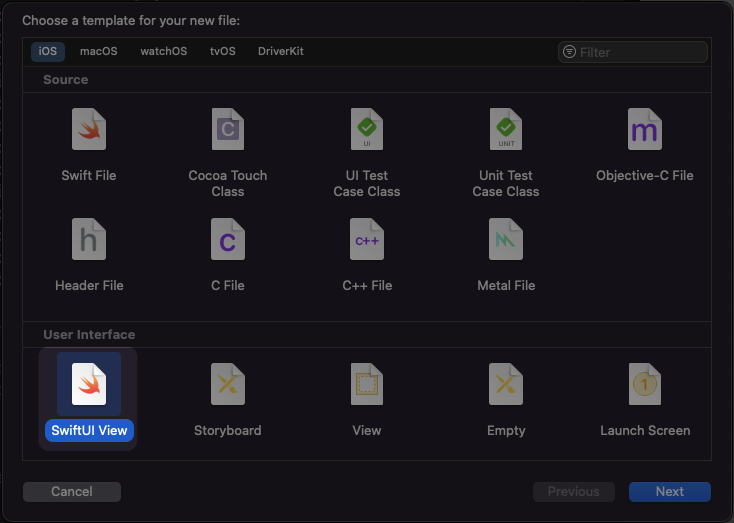 Choose a template for your new file:
iOS macOS watchOS tvOS DriverKit Filter
Source
C m
UI UNIT
Swift File Cocoa Touch Class UI Test Case Class Unit Test Case Class Objective-C File
h C C++
Header File C File C++ File Metal File
User Interface
1
SwiftUI View Storyboard View Empty Launch Screen
Cancel Previous Next